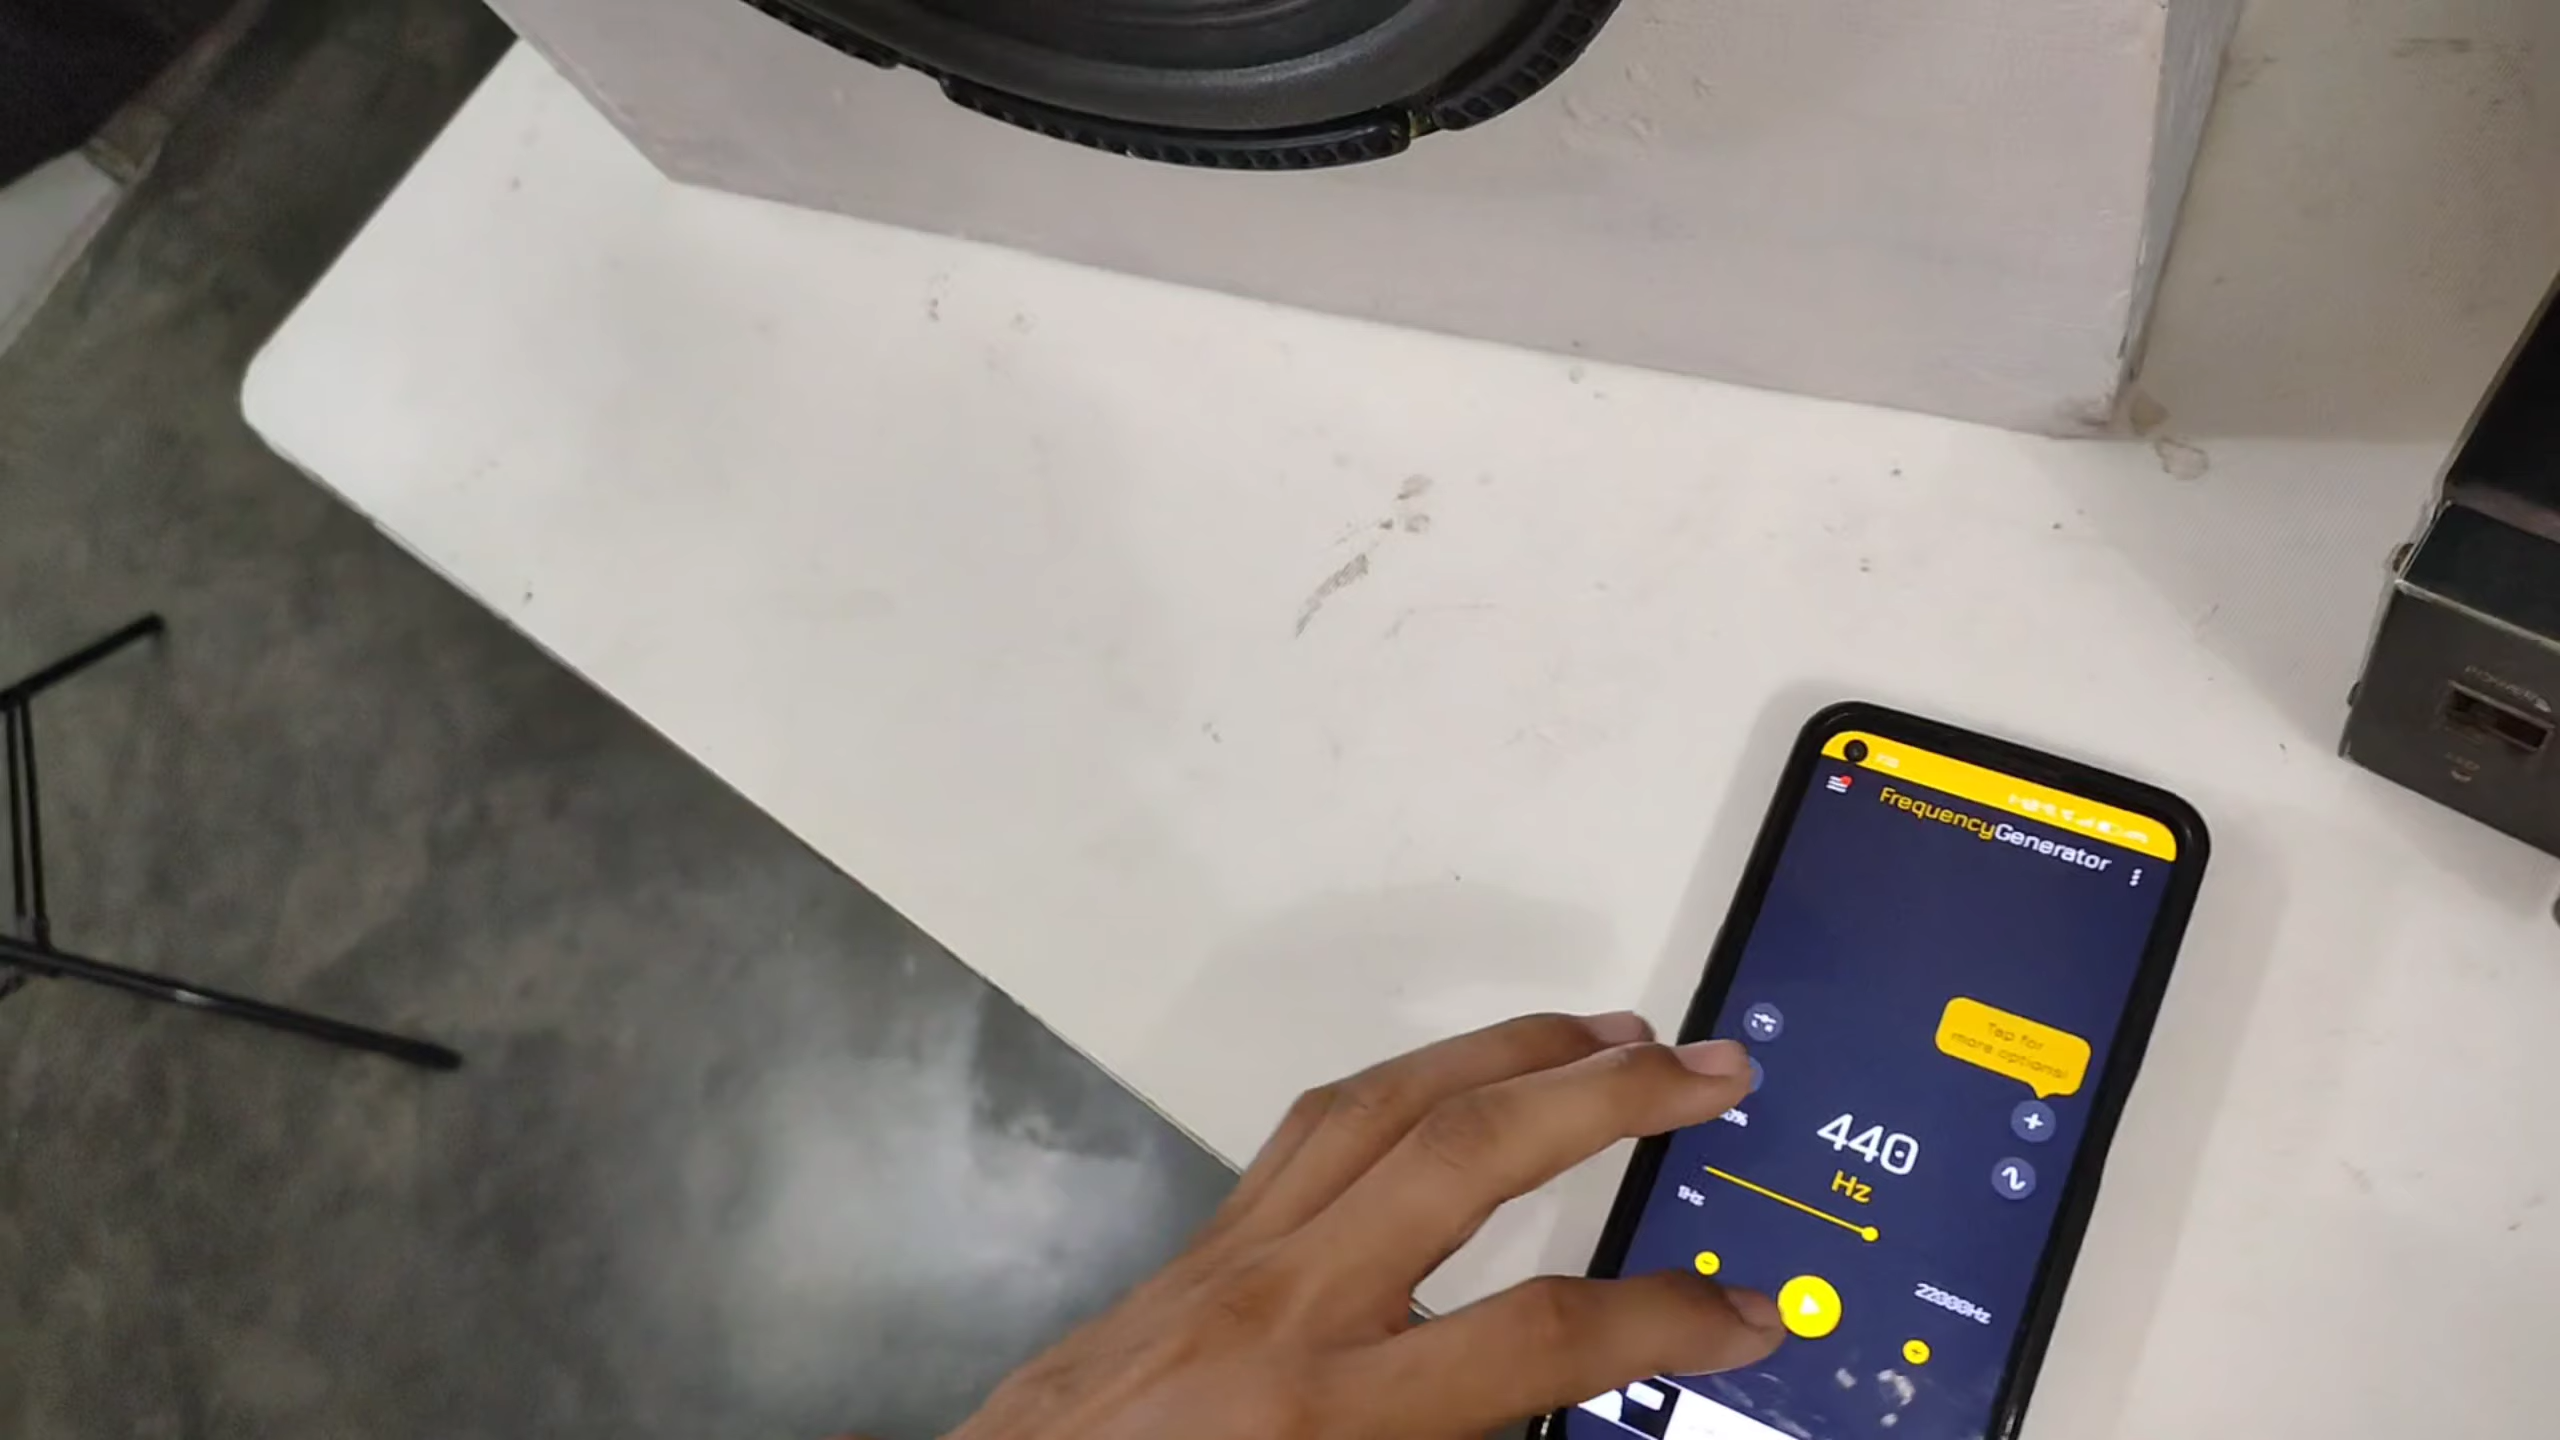 FrequencyGenerator
Tap for
more options!
440
Hz
1Hz
22000Hz